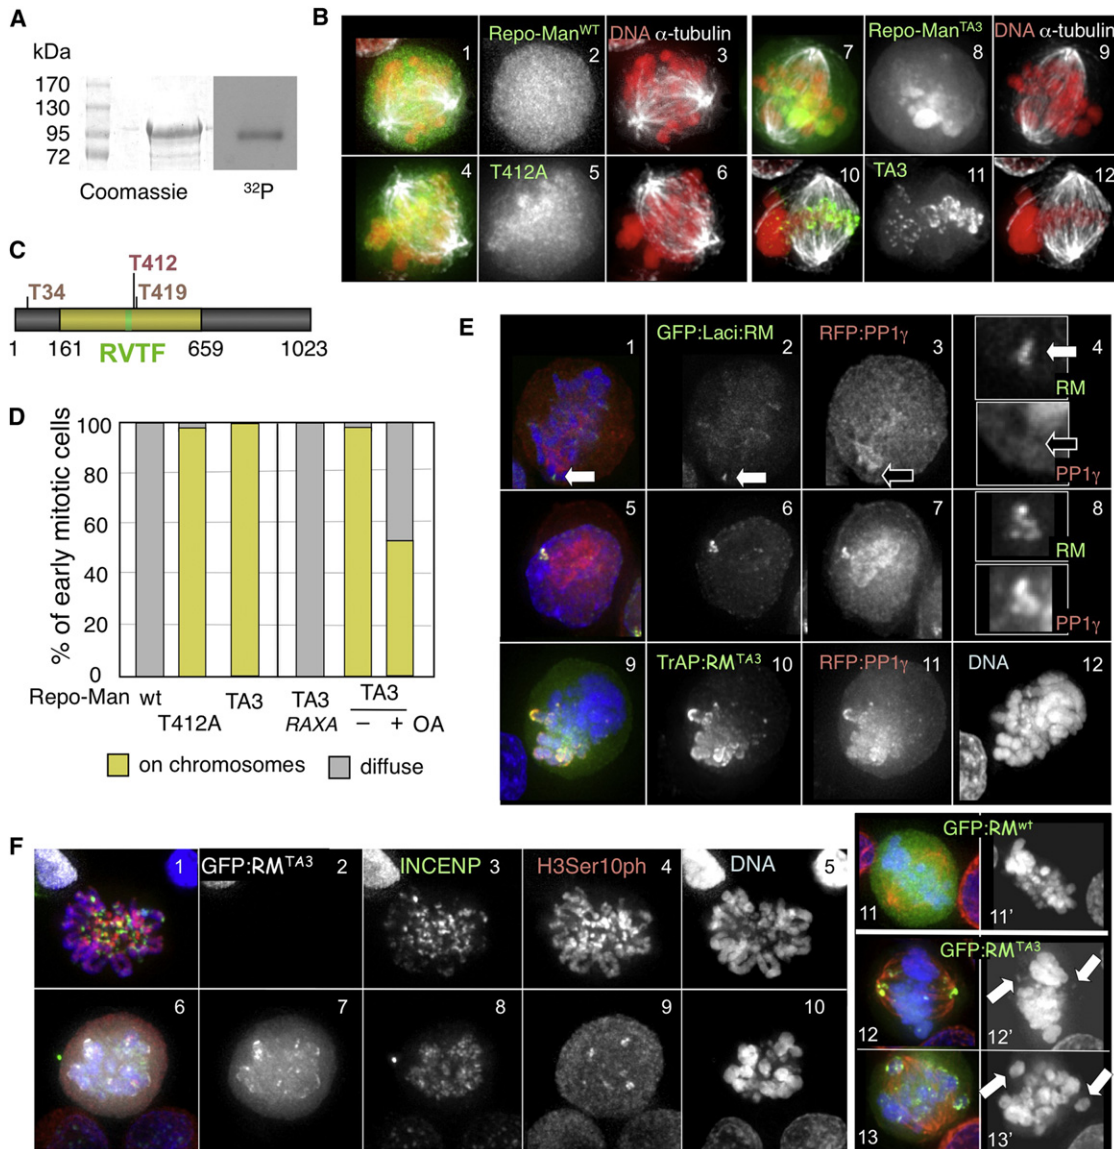 A
kDa
170
130
95
72
Coomassie
32P
B
1
Repo-ManWT
2
DNA α-tubulin
3
7
Repo-ManTA3
8
DNA α-tubulin
9
4
T412A
5
6
10
TA3
11
12
C
T412
T34
T419
1
161
RVTF
659
1023
D
% of early mitotic cells
100
80
60
40
20
0
Repo-Man wt
T412A
TA3
TA3
RAXA
TA3
– + OA
on chromosomes
diffuse
E
1
GFP:Laci:RM
2
RFP:PP1γ
3
4
RM
PP1γ
5
6
7
8
RM
PP1γ
9
TrAP:RMTA3
10
RFP:PP1γ
11
DNA
12
F
1
GFP:RMTA3
2
INCENP
3
H3Ser10ph
4
DNA
5
6
7
8
9
10
GFP:RMwt
11
11'
GFP:RMTA3
12
12'
13
13'